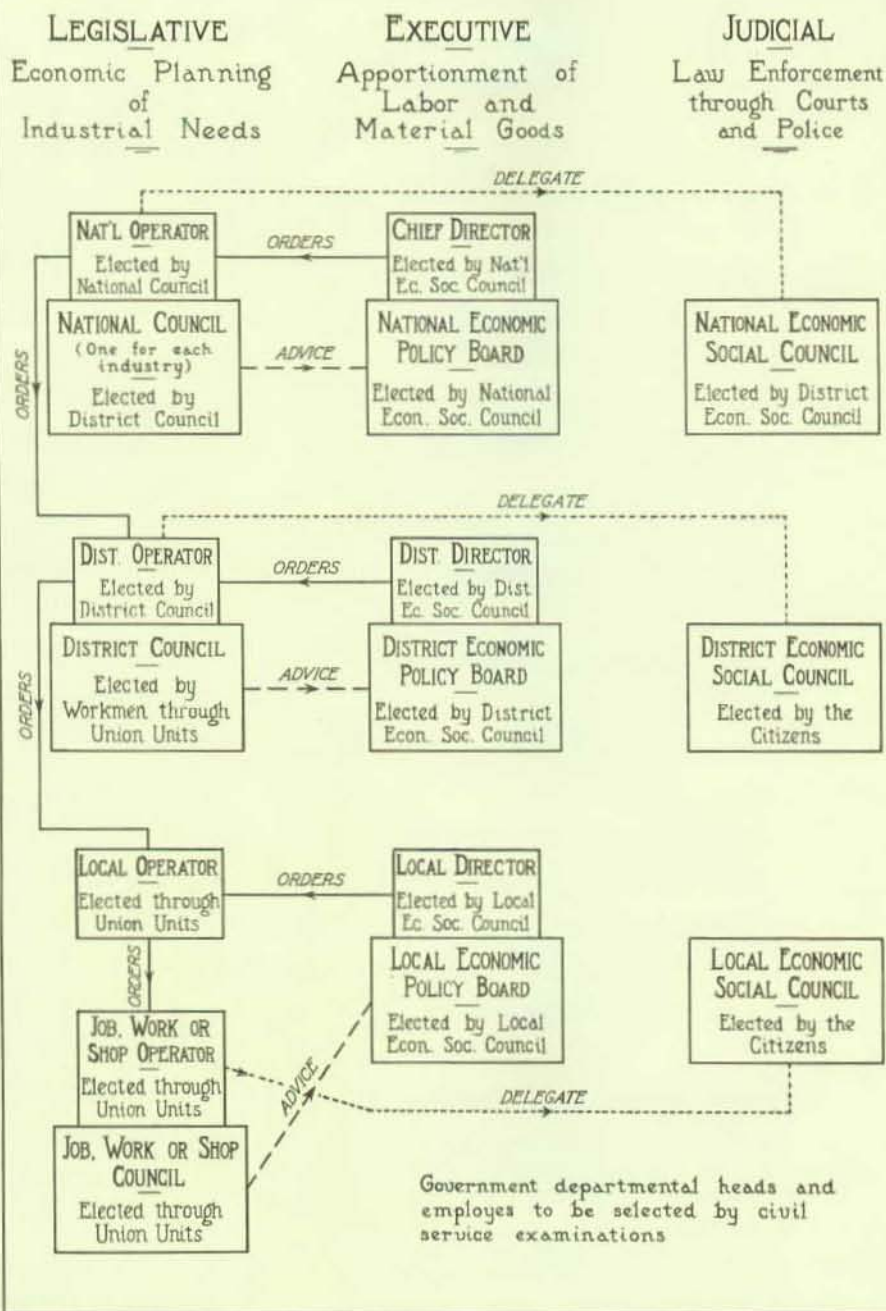 LEGISLATIVE
Economic Planning
of
Industrial Needs
EXECUTIVE
Apportionment of
Labor and
Material Goods
JUDICIAL
Law Enforcement
through Courts
and Police
DELEGATE
NAT'L OPERATOR
Elected by
National Council
ORDERS
CHIEF DIRECTOR
Elected by Nat'l
Ec. Soc. Council
NATIONAL COUNCIL
(One for each
industry)
Elected by
District Council
ADVICE
NATIONAL ECONOMIC
POLICY BOARD
Elected by National
Econ. Soc. Council
NATIONAL ECONOMIC
SOCIAL COUNCIL
Elected by District
Econ. Soc. Council
ORDERS
DELEGATE
DIST. OPERATOR
Elected by
District Council
ORDERS
DIST. DIRECTOR
Elected by Dist.
Ec. Soc. Council
DISTRICT COUNCIL
Elected by
Workmen through
Union Units
ADVICE
DISTRICT ECONOMIC
POLICY BOARD
Elected by District
Econ. Soc. Council
DISTRICT ECONOMIC
SOCIAL COUNCIL
Elected by the
Citizens
ORDERS
LOCAL OPERATOR
Elected through
Union Units
ORDERS
LOCAL DIRECTOR
Elected by Local
Ec. Soc. Council
LOCAL ECONOMIC
POLICY BOARD
Elected by Local
Econ. Soc. Council
LOCAL ECONOMIC
SOCIAL COUNCIL
Elected by the
Citizens
ORDERS
JOB, WORK OR
SHOP OPERATOR
Elected through
Union Units
ADVICE
DELEGATE
JOB, WORK OR SHOP
COUNCIL
Elected through
Union Units
Government departmental heads and
employes to be selected by civil
service examinations